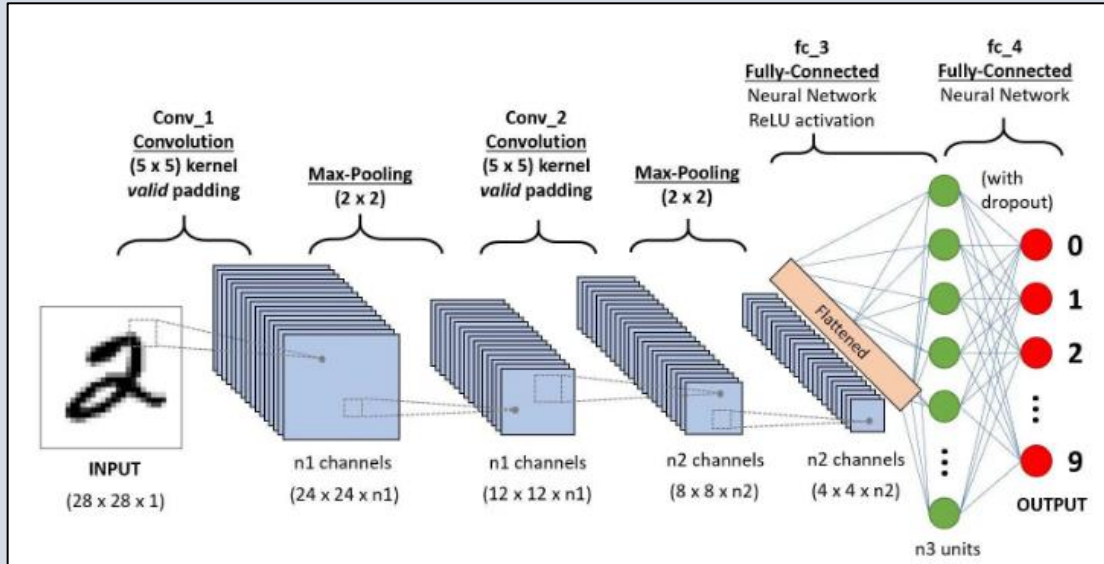 fc_3
Fully-Connected
Neural Network
ReLU activation
fc_4
Fully-Connected
Neural Network
Conv_1
Convolution
(5 x 5) kernel
valid padding
Max-Pooling
(2 x 2)
Conv_2
Convolution
(5 x 5) kernel
valid padding
Max-Pooling
(2 x 2)
(with
dropout)
Flattened
0
1
2
9
INPUT
(28 x 28 x 1)
n1 channels
(24 x 24 x n1)
n1 channels
(12 x 12 x n1)
n2 channels
(8 x 8 x n2)
n2 channels
(4 x 4 x n2)
OUTPUT
n3 units